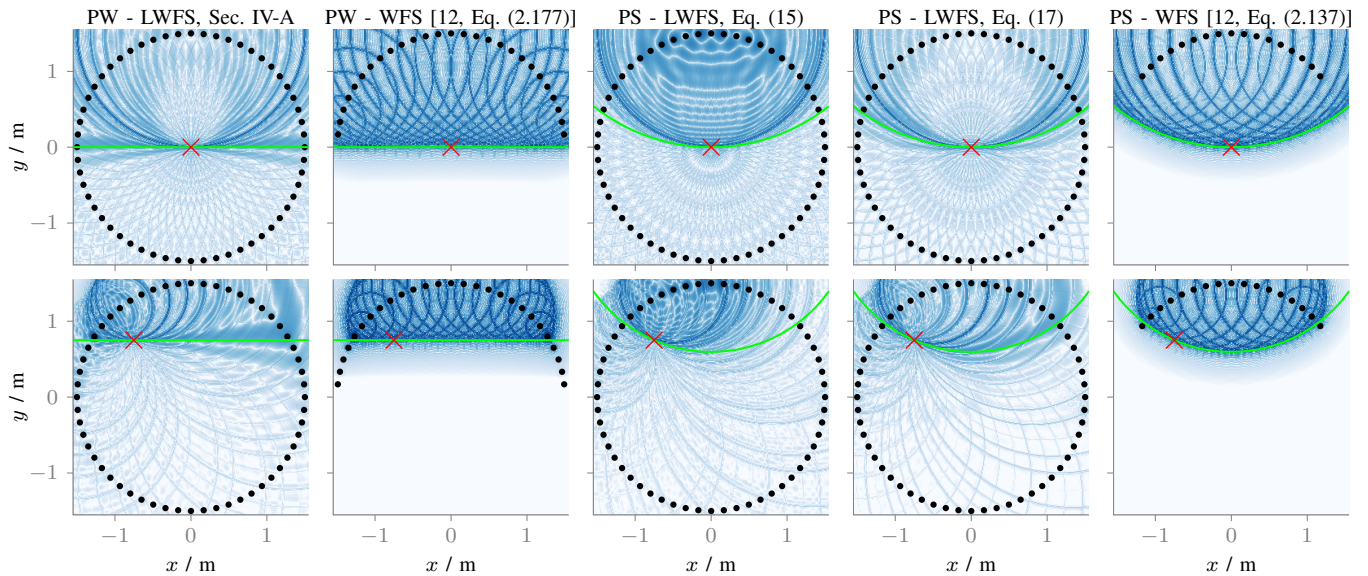 PW - LWFS, Sec. IV-A
PW - WFS [12, Eq. (2.177)]
PS - LWFS, Eq. (15)
PS - LWFS, Eq. (17)
PS - WFS [12, Eq. (2.137)]
1
0
−1
y / m
1
0
−1
y / m
−1 0 1
−1 0 1
−1 0 1
−1 0 1
−1 0 1
x / m
x / m
x / m
x / m
x / m